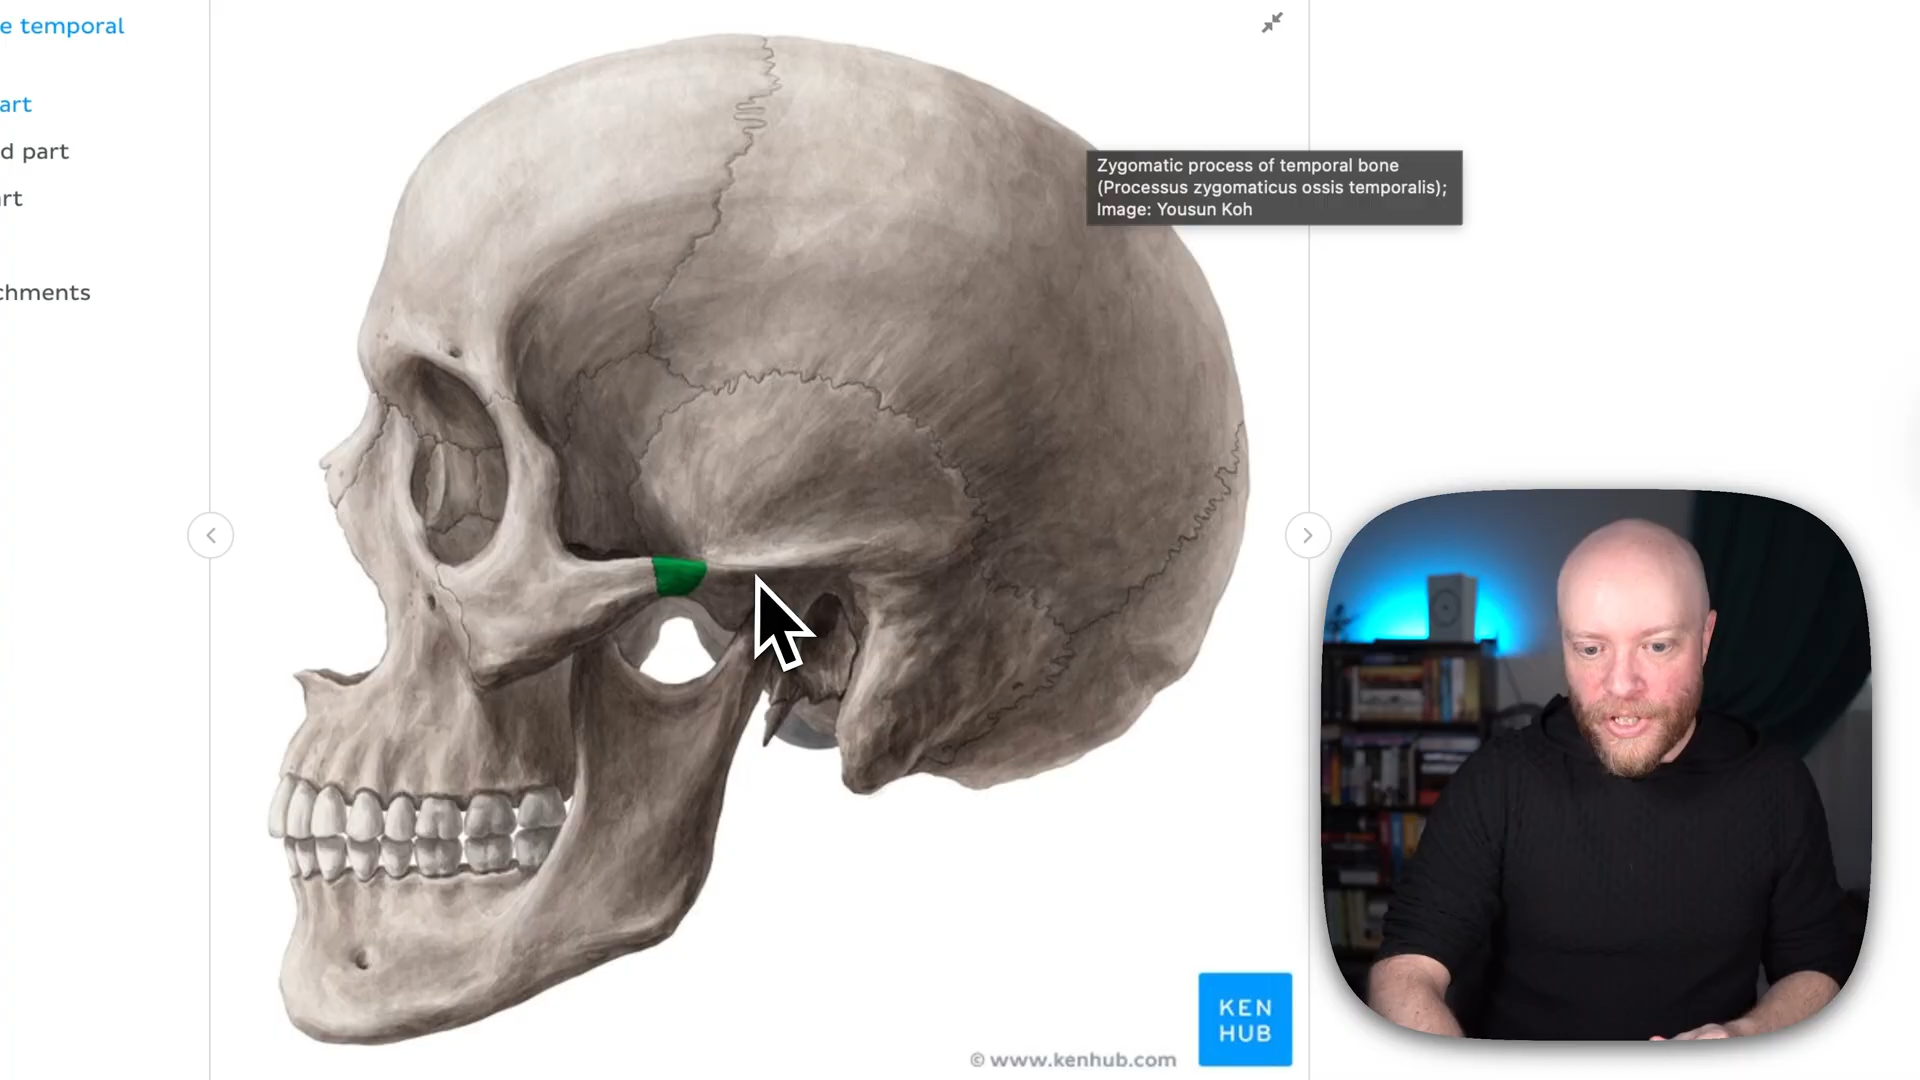 e temporal
art
d part
rt
chments
Zygomatic process of temporal bone
(Processus zygomaticus ossis temporalis);
Image: Yousun Koh
KEN
HUB
© www.kenhub.com